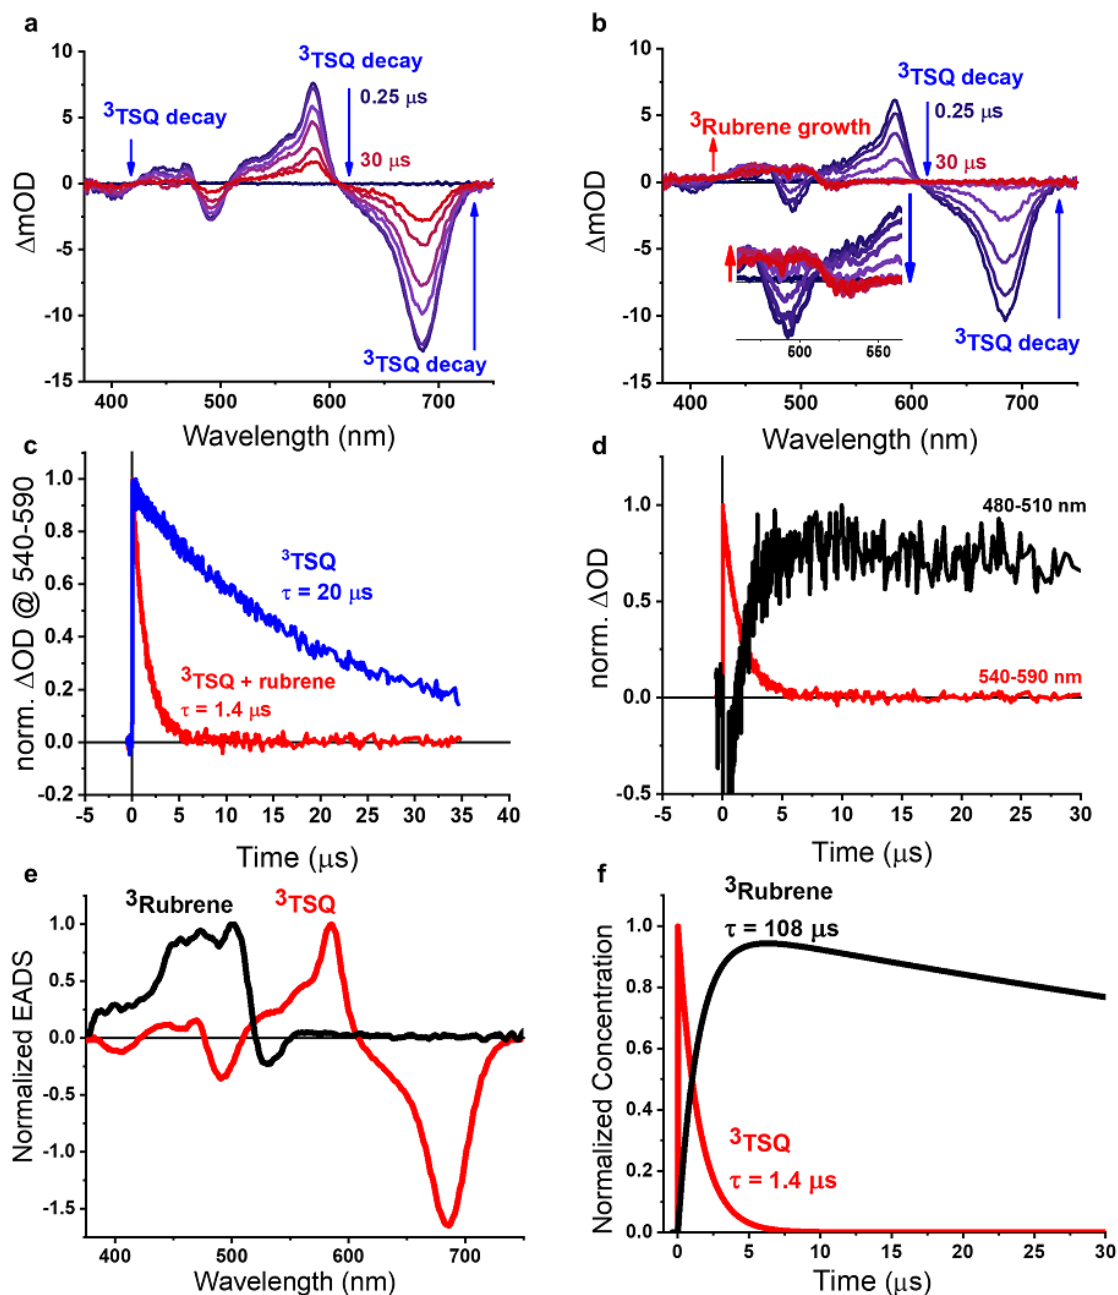 a
10
5
0
-5
-10
-15
ΔmOD
³TSQ decay
³TSQ decay
0.25 μs
30 μs
³TSQ decay
400 500 600 700
Wavelength (nm)
b
10
5
0
-5
-10
-15
ΔmOD
³TSQ decay
0.25 μs
³Rubrene growth
30 μs
500 650
³TSQ decay
400 500 600 700
Wavelength (nm)
c
1.0
0.8
0.6
0.4
0.2
0.0
-0.2
norm. ΔOD @ 540-590
³TSQ
τ = 20 μs
³TSQ + rubrene
τ = 1.4 μs
-5 0 5 10 15 20 25 30 35 40
Time (μs)
d
1.0
0.5
0.0
-0.5
norm. ΔOD
480-510 nm
540-590 nm
-5 0 5 10 15 20 25 30
Time (μs)
e
1.0
0.5
0.0
-0.5
-1.0
-1.5
Normalized EADS
³Rubrene
³TSQ
400 500 600 700
Wavelength (nm)
f
1.0
0.8
0.6
0.4
0.2
0.0
Normalized Concentration
³Rubrene
τ = 108 μs
³TSQ
τ = 1.4 μs
0 5 10 15 20 25 30
Time (μs)